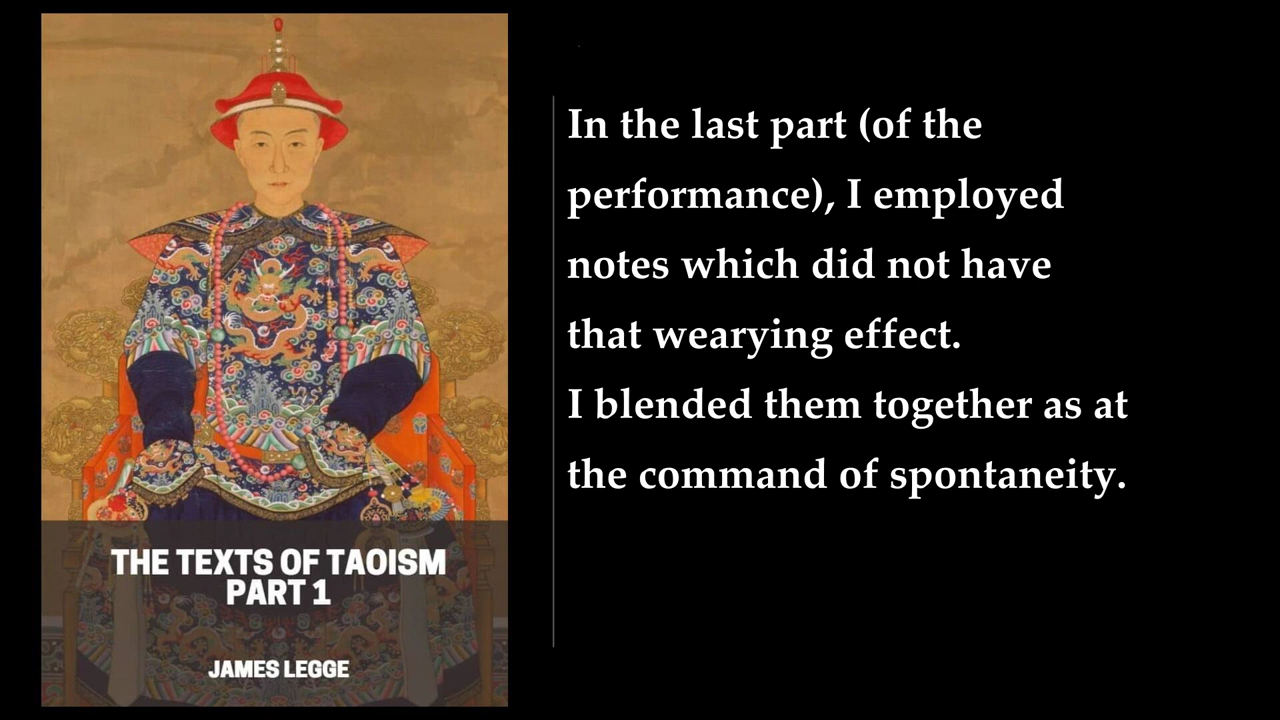 THE TEXTS OF TAOISM
PART 1
JAMES LEGGE
In the last part (of the
performance), I employed
notes which did not have
that wearying effect.
I blended them together as at
the command of spontaneity.